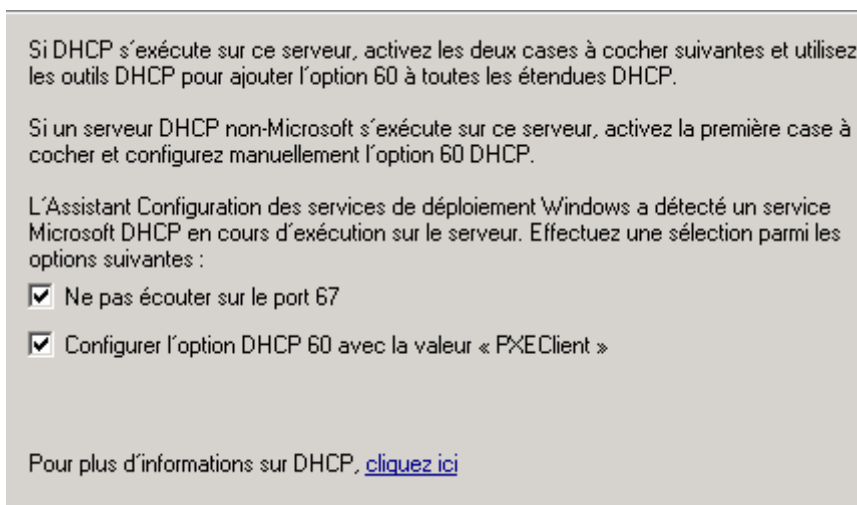 Si DHCP s´exécute sur ce serveur, activez les deux cases à cocher suivantes et utilisez
les outils DHCP pour ajouter l´option 60 à toutes les étendues DHCP.
Si un serveur DHCP non-Microsoft s´exécute sur ce serveur, activez la première case à
cocher et configurez manuellement l´option 60 DHCP.
L´Assistant Configuration des services de déploiement Windows a détecté un service
Microsoft DHCP en cours d´exécution sur le serveur. Effectuez une sélection parmi les
options suivantes :
Ne pas écouter sur le port 67
Configurer l´option DHCP 60 avec la valeur « PXEClient »
Pour plus d´informations sur DHCP, cliquez ici